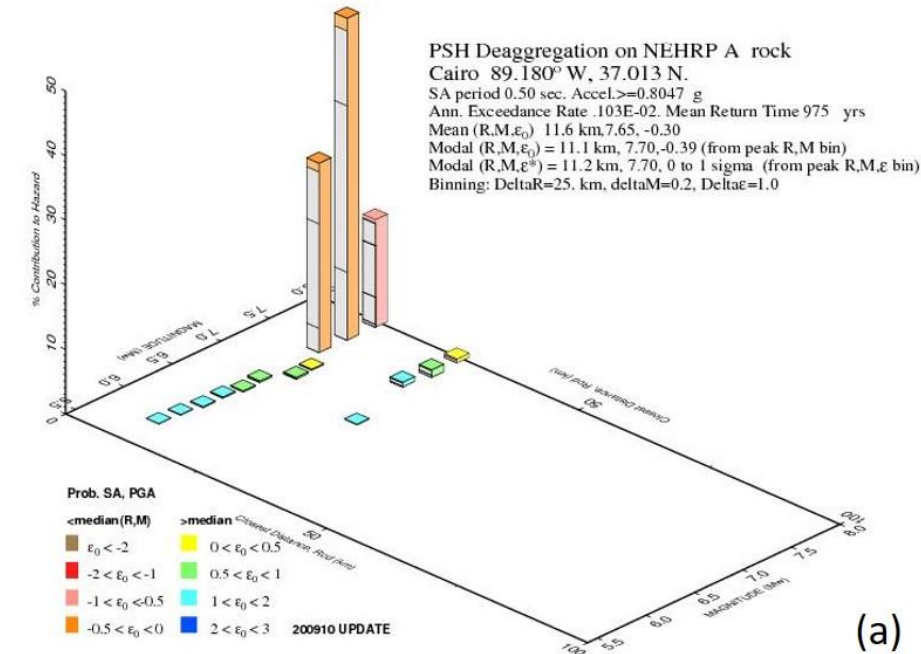 PSH Deaggregation on NEHRP A rock
Cairo 89.180° W, 37.013 N.
SA period 0.50 sec. Accel.>=0.8047 g
Ann. Exceedance Rate .103E-02. Mean Return Time 975 yrs
Mean (R,M,ε₀) 11.6 km,7.65, -0.30
Modal (R,M,ε₀) = 11.1 km, 7.70,-0.39 (from peak R,M bin)
Modal (R,M,ε*) = 11.2 km, 7.70, 0 to 1 sigma (from peak R,M,ε bin)
Binning: DeltaR=25. km, deltaM=0.2, Deltaε=1.0
% Contribution to Hazard
50
40
30
20
10
0
MAGNITUDE (Mw)
5.5
6.0
6.5
7.0
7.5
Closest Distance, Rcd (km)
50
100
Closest Distance, Rcd (km)
50
100
MAGNITUDE (Mw)
5.5
6.0
6.5
7.0
7.5
8.0
Prob. SA, PGA
<median(R,M) >median
ε₀ < -2 0 < ε₀ < 0.5
-2 < ε₀ < -1 0.5 < ε₀ < 1
-1 < ε₀ <-0.5 1 < ε₀ < 2
-0.5 < ε₀ < 0 2 < ε₀ < 3 200910 UPDATE
(a)